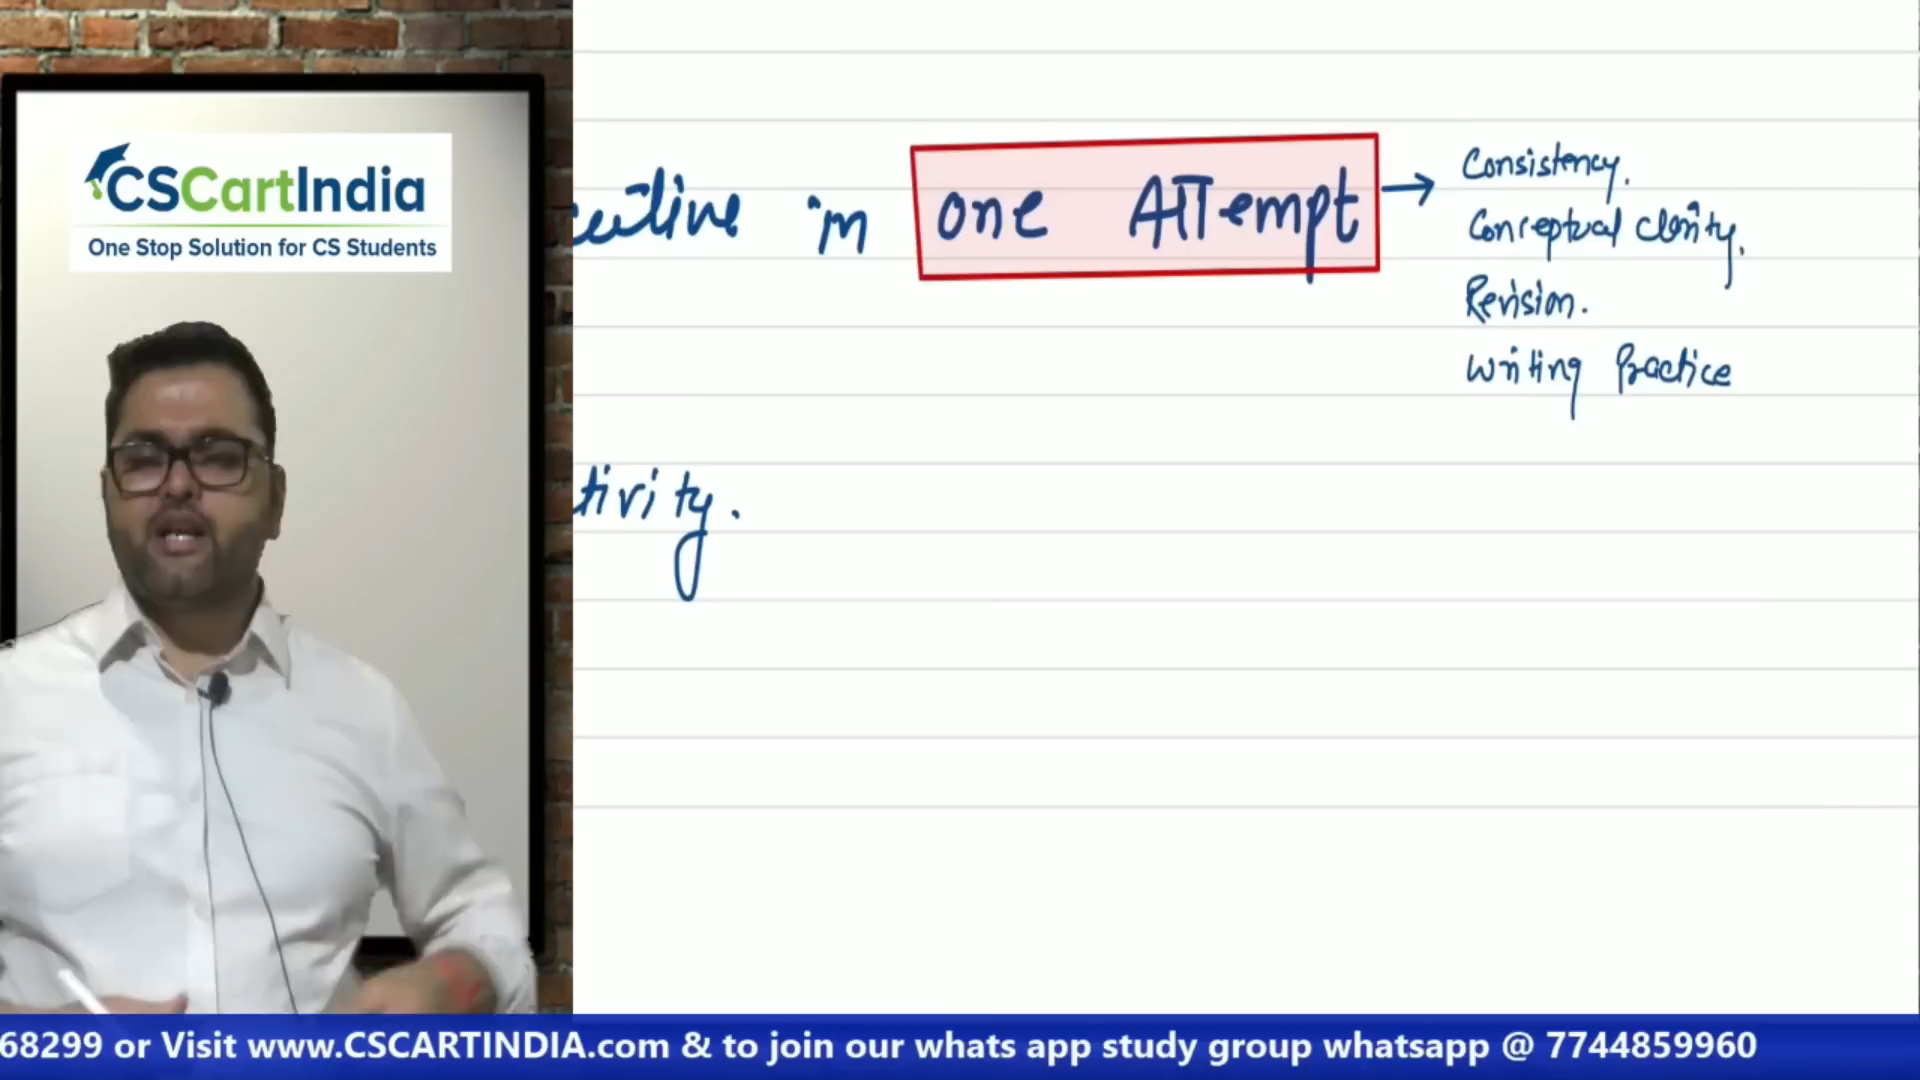 CSCartIndia
One Stop Solution for CS Students
in one ATTempt →
Consistency.
Conceptual clarity.
Revision.
Writing Practice
tivity.
68299 or Visit www.CSCARTINDIA.com & to join our whats app study group whatsapp @ 7744859960